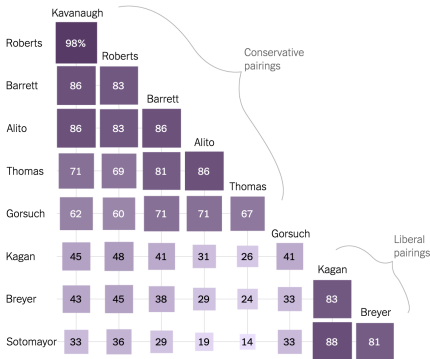 Kavanaugh
Roberts 98% Roberts
Conservative
pairings
Barrett 86 83 Barrett
Alito 86 83 86 Alito
Thomas 71 69 81 86 Thomas
Gorsuch 62 60 71 71 67 Gorsuch
Liberal
pairings
Kagan 45 48 41 31 26 41 Kagan
Breyer 43 45 38 29 24 33 83 Breyer
Sotomayor 33 36 29 19 14 33 88 81